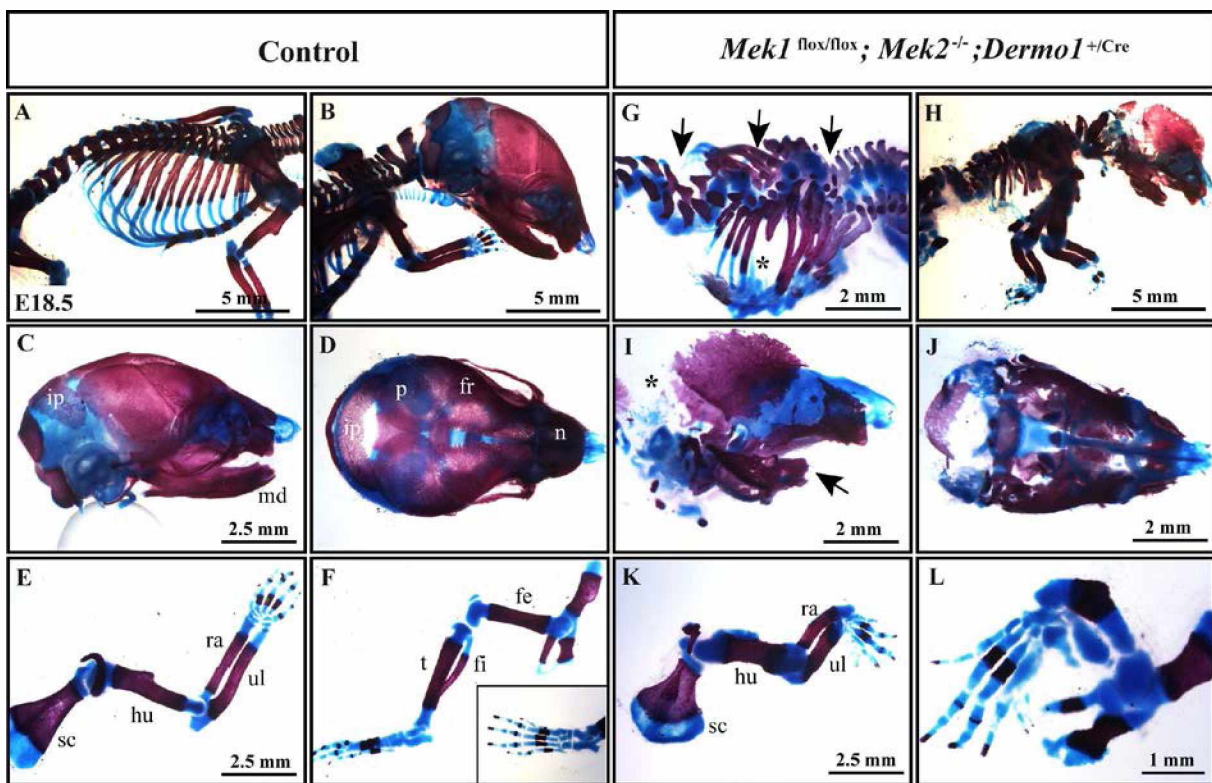 Control
Mek1 flox/flox; Mek2-/-;Dermo1+/Cre
A
E18.5
5 mm
B
5 mm
G
*
2 mm
H
5 mm
C
ip
md
2.5 mm
D
p
fr
ip
n
I
*
2 mm
J
2 mm
E
ra
ul
hu
sc
2.5 mm
F
fe
t
fi
K
ra
hu
ul
sc
2.5 mm
L
1 mm